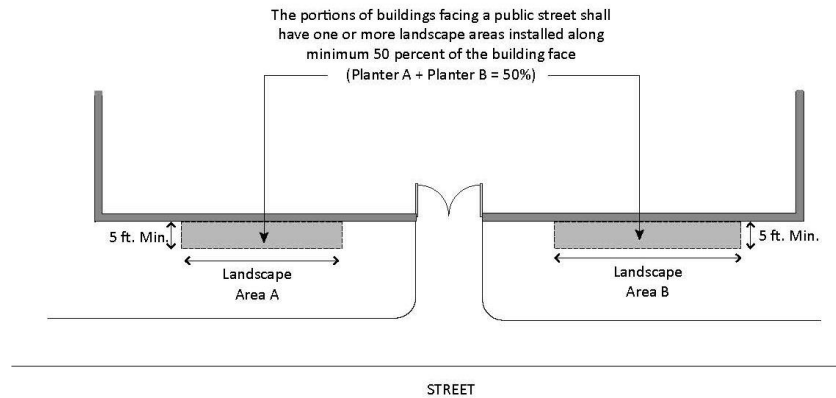 The portions of buildings facing a public street shall
have one or more landscape areas installed along
minimum 50 percent of the building face
(Planter A + Planter B = 50%)
5 ft. Min.
5 ft. Min.
Landscape
Area A
Landscape
Area B
STREET